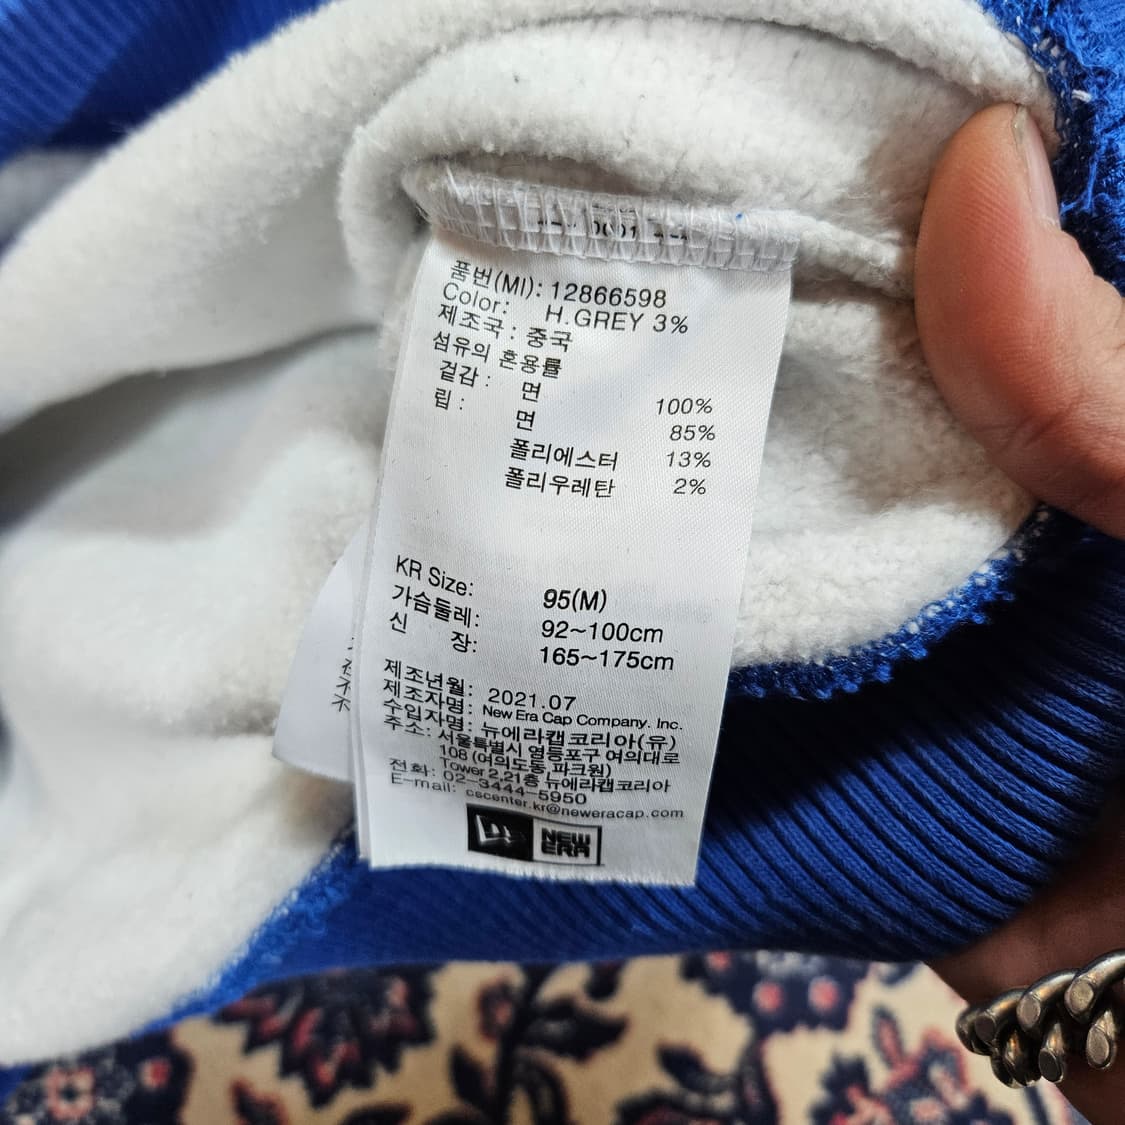 품번(MI): 12866598
Color: H.GREY 3%
제조국 : 중국
섬유의 혼용률
겉감 : 면 100%
립 : 면 85%
폴리에스터 13%
폴리우레탄 2%
KR Size: 95(M)
가슴둘레: 92~100cm
신 장: 165~175cm
제조년월: 2021.07
제조자명: New Era Cap Company. Inc.
수입자명: 뉴에라캡코리아(유)
주소: 서울특별시 영등포구 여의대로
108 (여의도동,파크원)
Tower 2,21층 뉴에라캡코리아
전화: 02-3444-5950
E-mail: cscenter.kr@neweracap.com
NEW
ERA